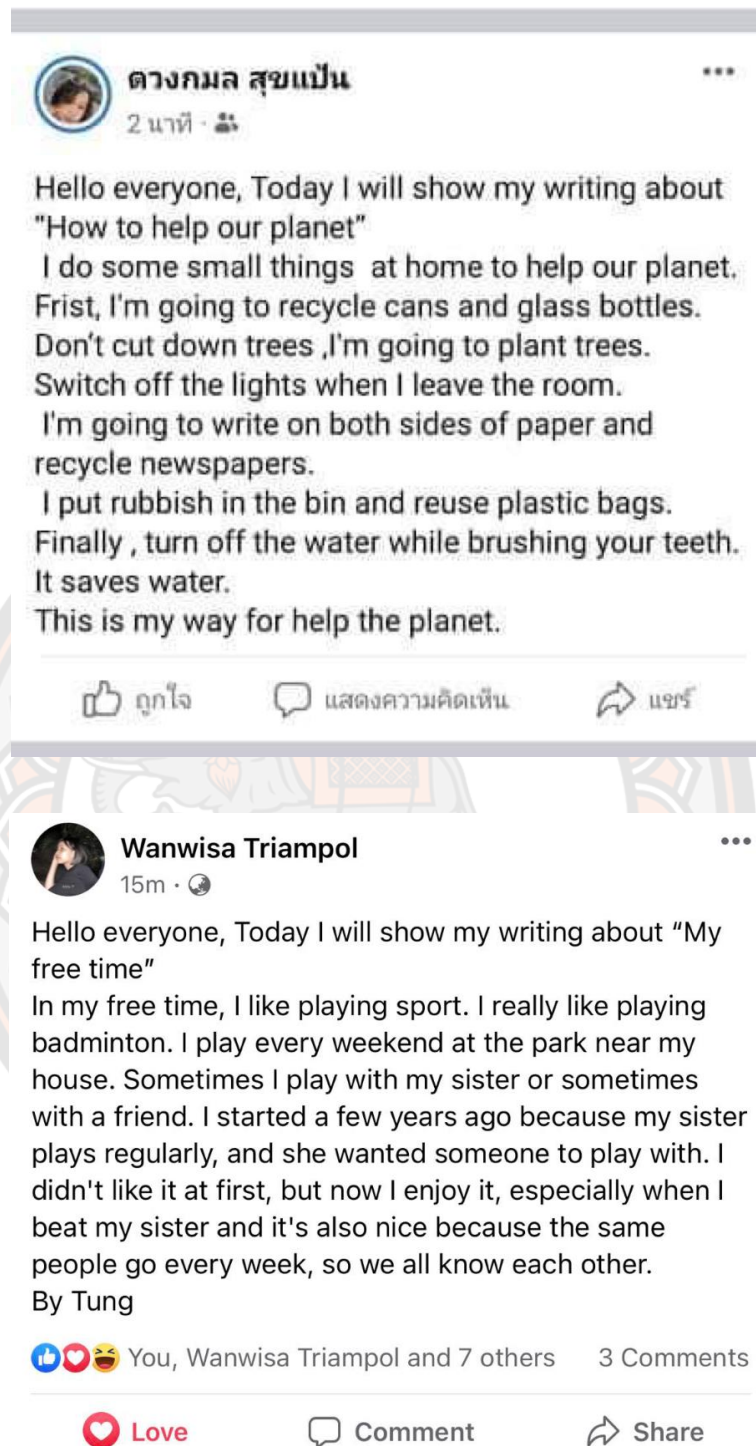 ดวงกมล สุขแป้น
2 นาที ·
Hello everyone, Today I will show my writing about
"How to help our planet"
I do some small things at home to help our planet.
Frist, I'm going to recycle cans and glass bottles.
Don't cut down trees ,I'm going to plant trees.
Switch off the lights when I leave the room.
I'm going to write on both sides of paper and
recycle newspapers.
I put rubbish in the bin and reuse plastic bags.
Finally , turn off the water while brushing your teeth.
It saves water.
This is my way for help the planet.
ถูกใจ แสดงความคิดเห็น แชร์
Wanwisa Triampol
15m ·
Hello everyone, Today I will show my writing about “My
free time”
In my free time, I like playing sport. I really like playing
badminton. I play every weekend at the park near my
house. Sometimes I play with my sister or sometimes
with a friend. I started a few years ago because my sister
plays regularly, and she wanted someone to play with. I
didn't like it at first, but now I enjoy it, especially when I
beat my sister and it's also nice because the same
people go every week, so we all know each other.
By Tung
You, Wanwisa Triampol and 7 others 3 Comments
Love Comment Share